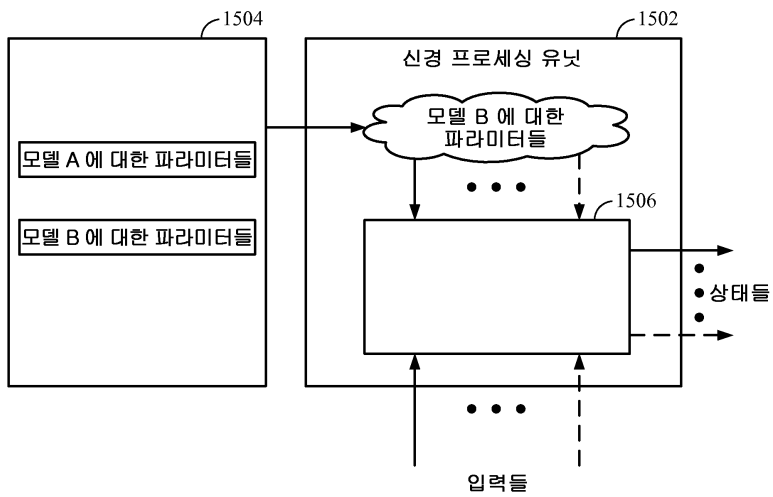 1504
1502
신경 프로세싱 유닛
모델 B 에 대한
파라미터들
모델 A 에 대한 파라미터들
모델 B 에 대한 파라미터들
1506
상태들
입력들